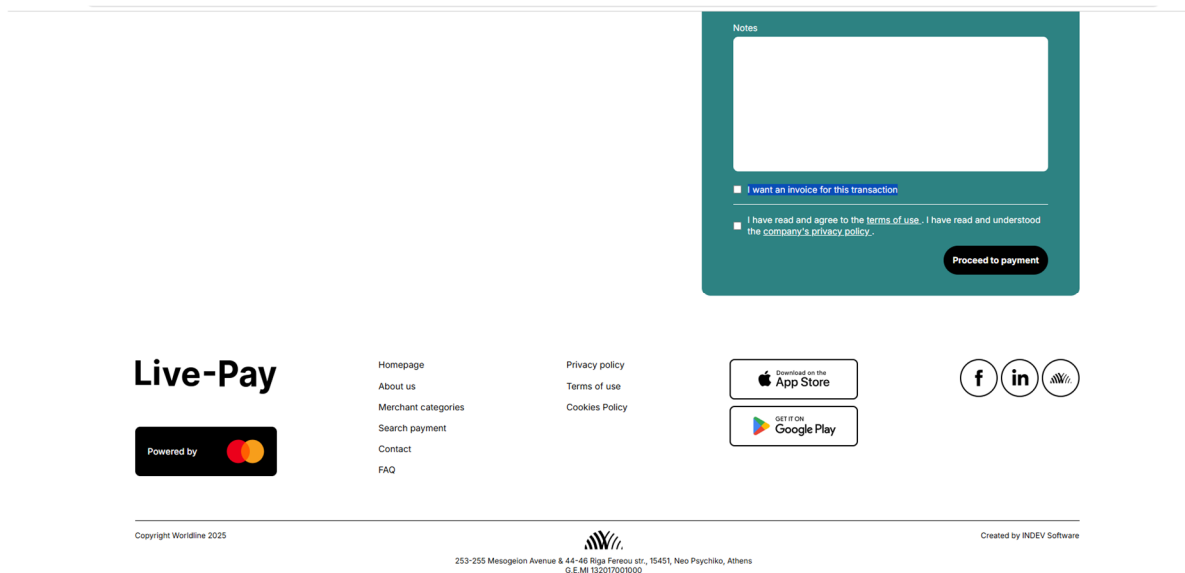 Notes
I want an invoice for this transaction
I have read and agree to the terms of use . I have read and understood
the company's privacy policy .
Proceed to payment
Live-Pay
Powered by
Homepage
About us
Merchant categories
Search payment
Contact
FAQ
Privacy policy
Terms of use
Cookies Policy
Download on the
App Store
GET IT ON
Google Play
f
in
Copyright Worldline 2025
Created by INDEV Software
253-255 Mesogeion Avenue & 44-46 Riga Fereou str., 15451, Neo Psychiko, Athens
G.E.MI 132017001000